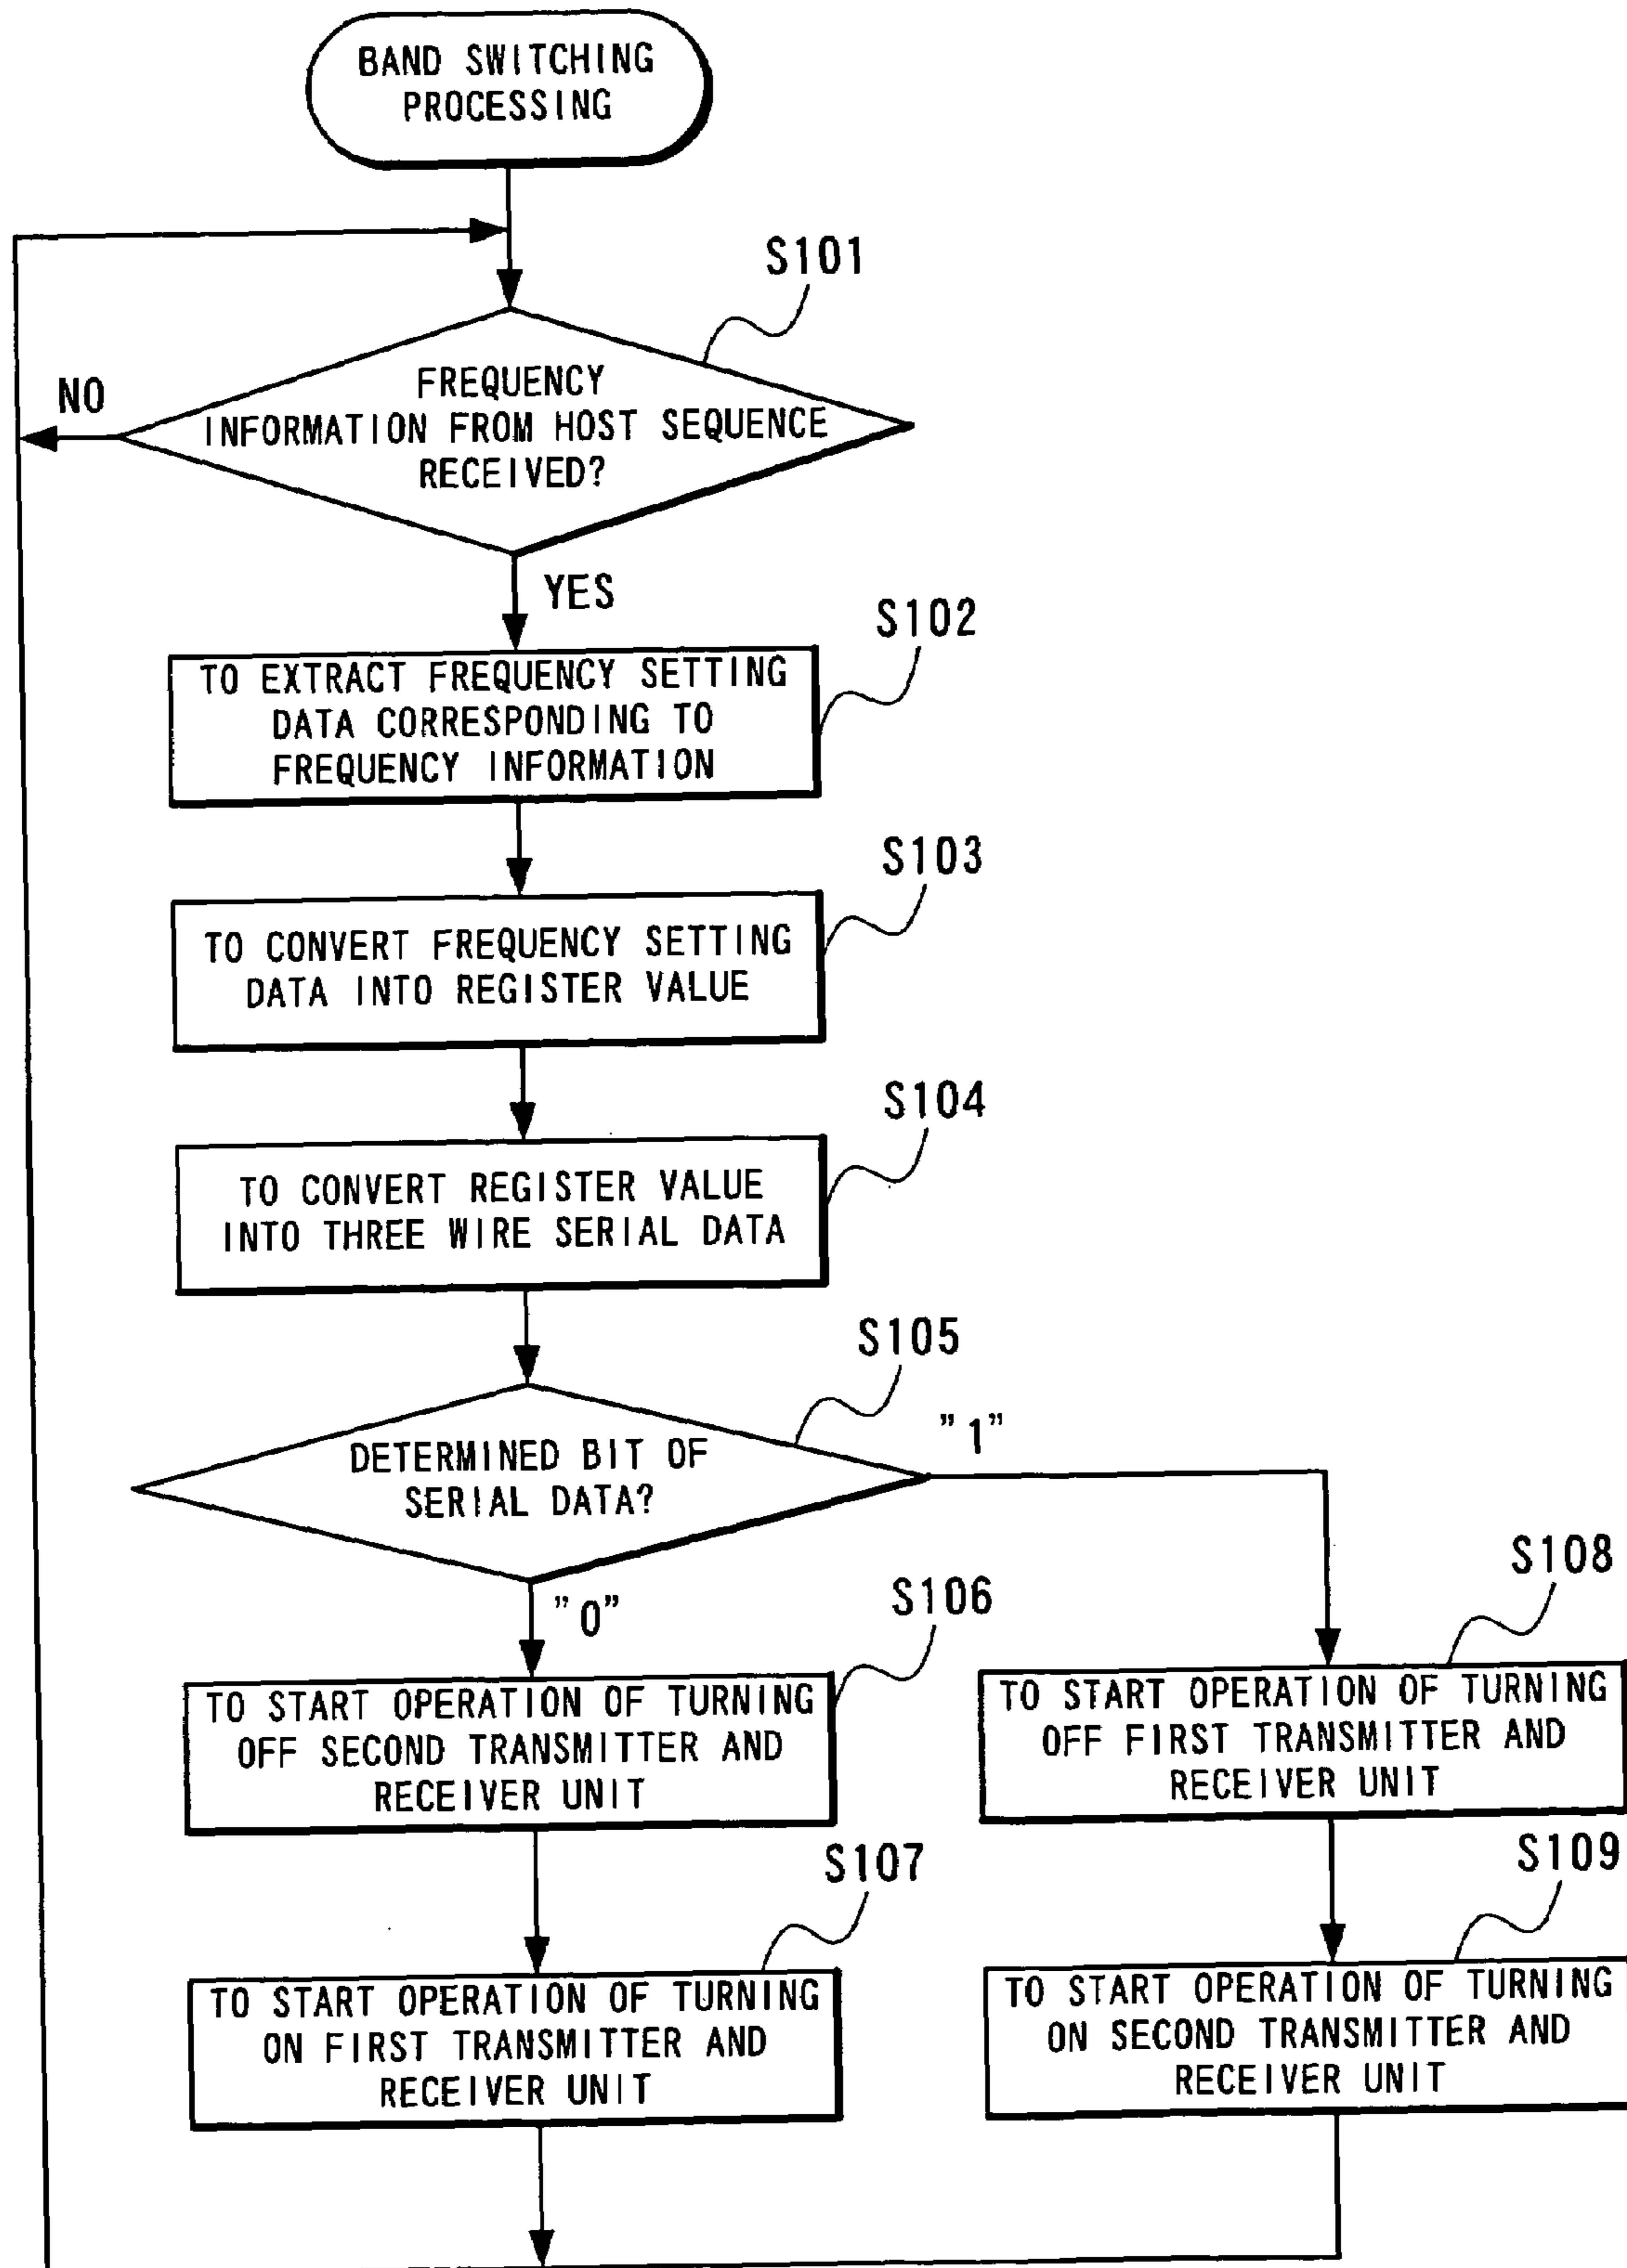 BAND SWITCHING
PROCESSING
S101
NO
FREQUENCY
INFORMATION FROM HOST SEQUENCE
RECEIVED?
YES
S102
TO EXTRACT FREQUENCY SETTING
DATA CORRESPONDING TO
FREQUENCY INFORMATION
S103
TO CONVERT FREQUENCY SETTING
DATA INTO REGISTER VALUE
S104
TO CONVERT REGISTER VALUE
INTO THREE WIRE SERIAL DATA
S105
DETERMINED BIT OF
SERIAL DATA?
"1"
"0"
S106
TO START OPERATION OF TURNING
OFF SECOND TRANSMITTER AND
RECEIVER UNIT
S108
TO START OPERATION OF TURNING
OFF FIRST TRANSMITTER AND
RECEIVER UNIT
S107
TO START OPERATION OF TURNING
ON FIRST TRANSMITTER AND
RECEIVER UNIT
S109
TO START OPERATION OF TURNING
ON SECOND TRANSMITTER AND
RECEIVER UNIT